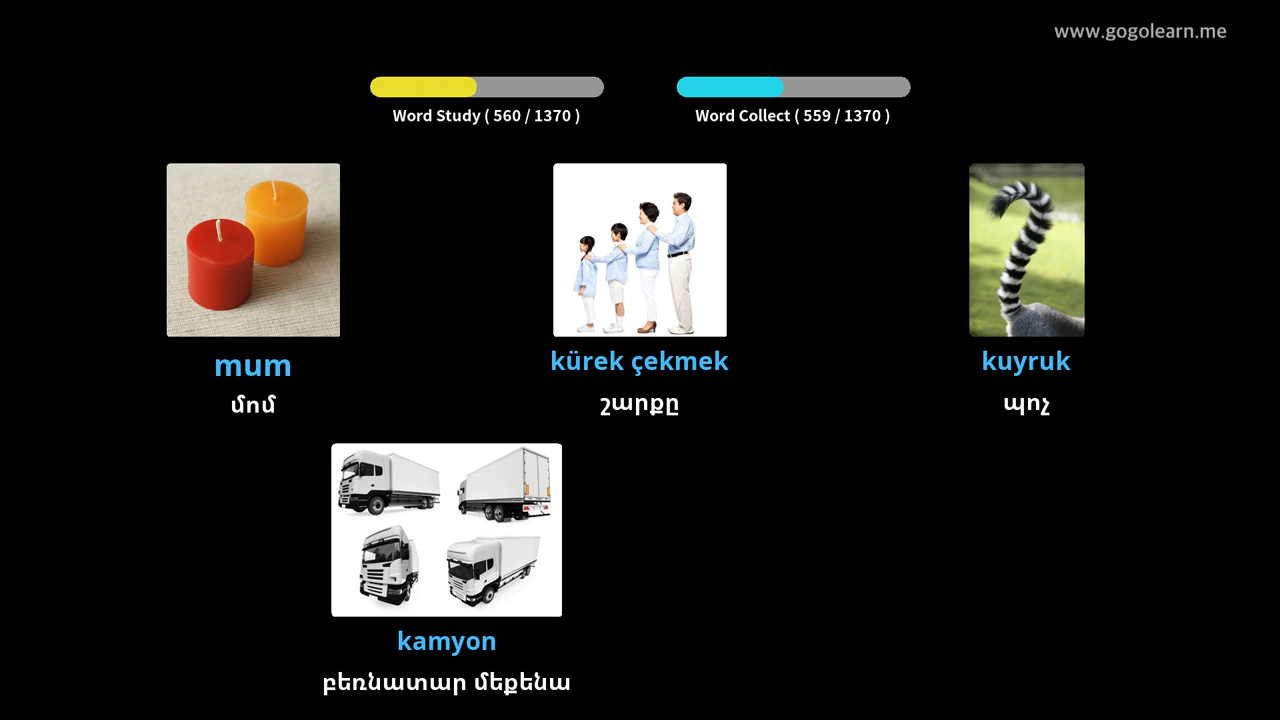 www.gogolearn.me
Word Study ( 560 / 1370 )
Word Collect ( 559 / 1370 )
mum
մոմ
kürek çekmek
շարքը
kuyruk
պոչ
kamyon
բեռնատար մեքենա